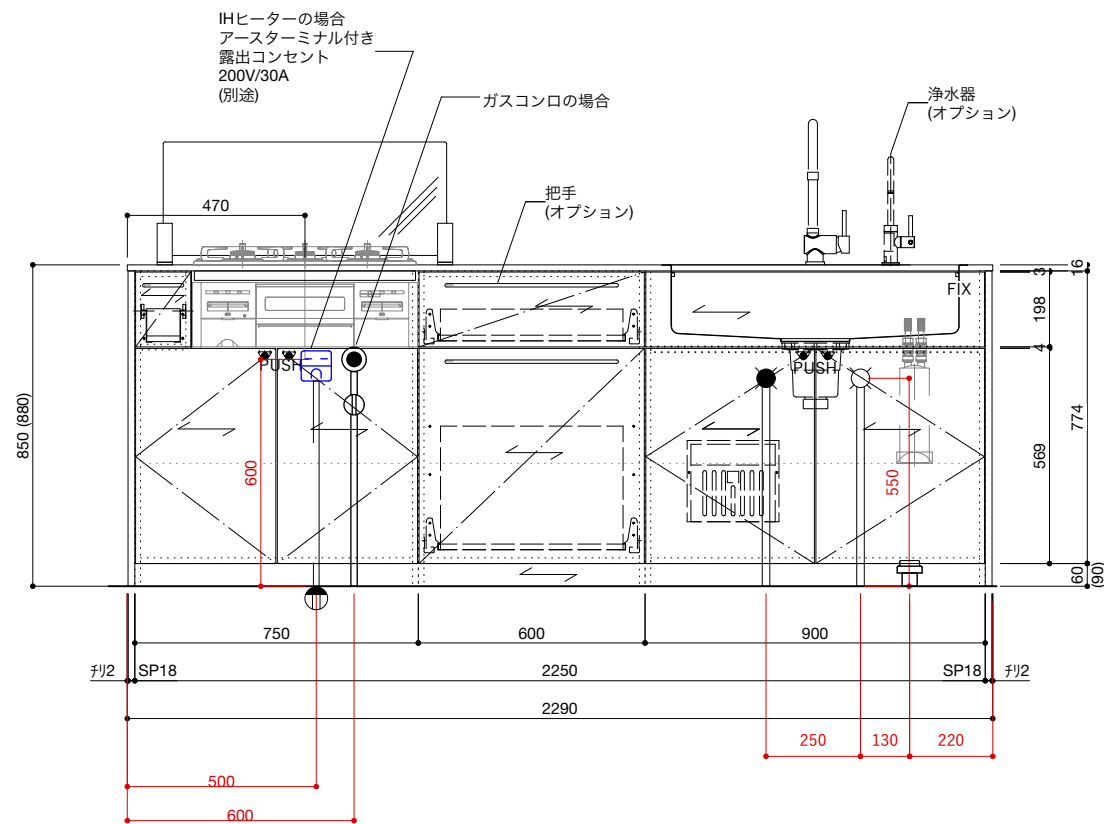 IHヒーターの場合
アースターミナル付き
露出コンセント
200V/30A
(別途)
ガスコンロの場合
浄水器
(オプション)
把手
(オプション)
470
FIX
PUSH
PUSH
600
550
850 (880)
16
3
198
4
569
774
60
(90)
750
600
900
チリ2
SP18
2250
SP18
チリ2
2290
250
130
220
500
600